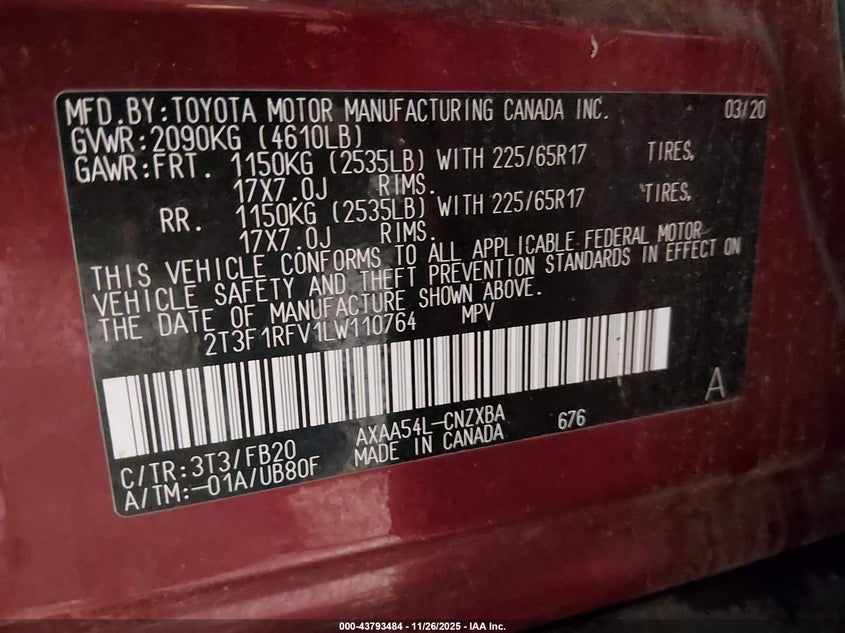 MFD.BY:TOYOTA MOTOR MANUFACTURING CANADA INC. 03/20
GVWR:2090KG (4610LB)
GAWR:FRT. 1150KG (2535LB) WITH 225/65R17 TIRES,
17X7.0J RIMS.
RR. 1150KG (2535LB) WITH 225/65R17 TIRES,
17X7.0J RIMS.
THIS VEHICLE CONFORMS TO ALL APPLICABLE FEDERAL MOTOR
VEHICLE SAFETY AND THEFT PREVENTION STANDARDS IN EFFECT ON
THE DATE OF MANUFACTURE SHOWN ABOVE.
2T3F1RFV1LW110764 MPV
A
C/TR:3T3/FB20 AXAA54L-CNZXBA 676
A/TM:-01A/UB80F MADE IN CANADA
000-43793484 - 11/26/2025 - IAA Inc.